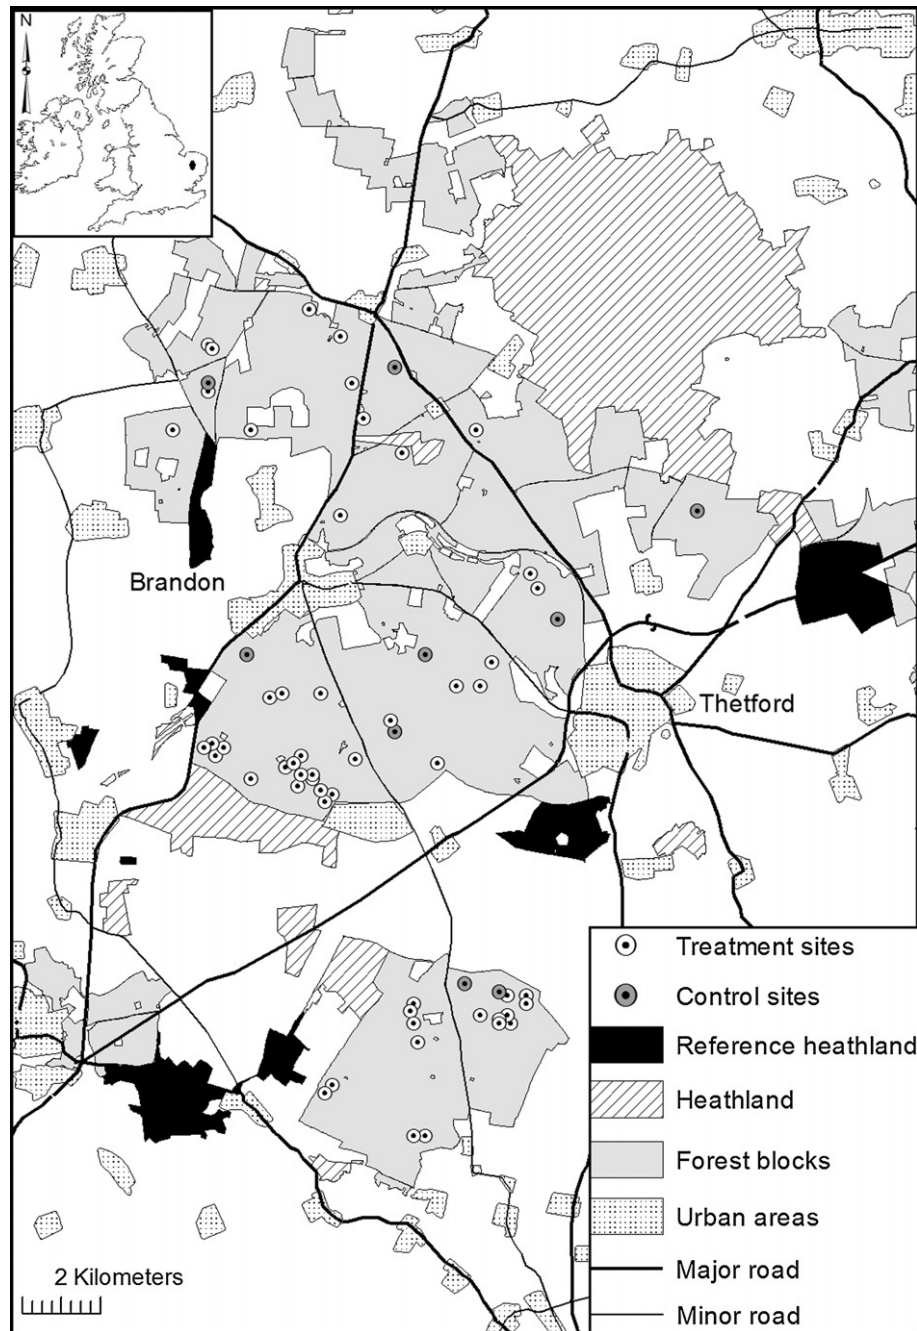 N
Brandon
Thetford
Treatment sites
Control sites
Reference heathland
Heathland
Forest blocks
Urban areas
Major road
Minor road
2 Kilometers